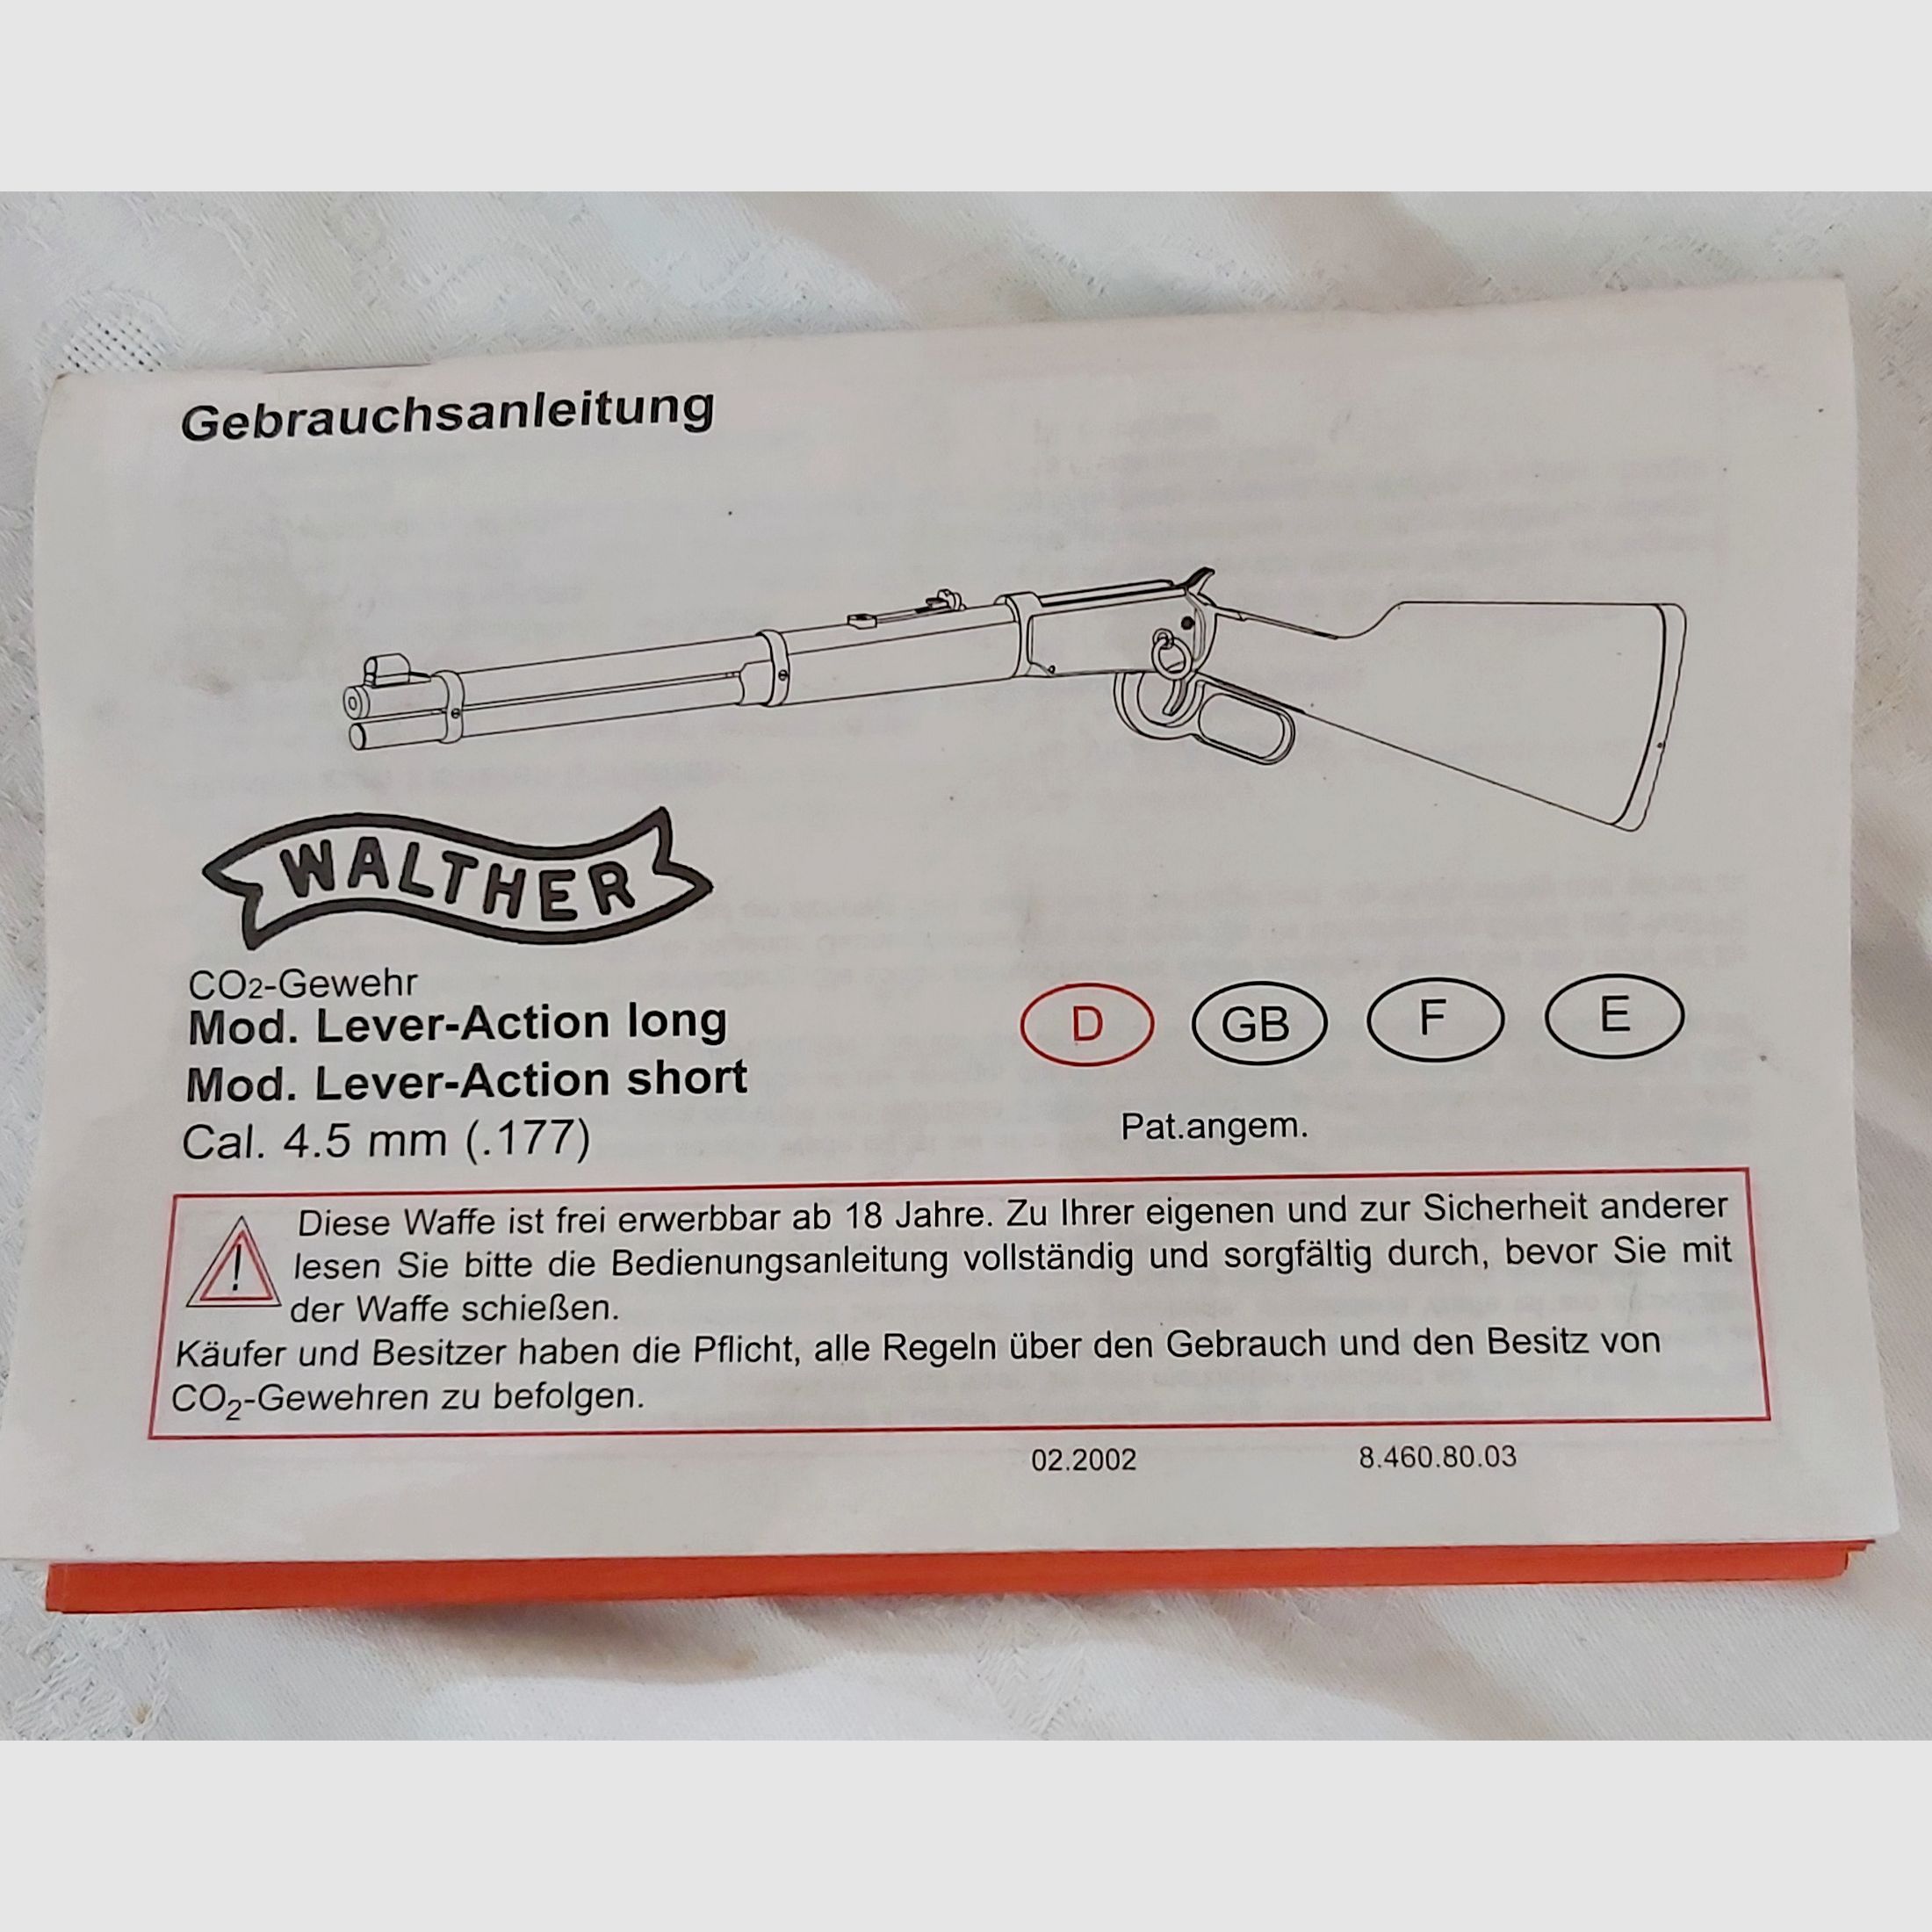 Gebrauchsanleitung
WALTHER
CO2-Gewehr
Mod. Lever-Action long
Mod. Lever-Action short
Cal. 4.5 mm (.177)
D GB F E
Pat.angem.
! Diese Waffe ist frei erwerbbar ab 18 Jahre. Zu Ihrer eigenen und zur Sicherheit anderer
lesen Sie bitte die Bedienungsanleitung vollständig und sorgfältig durch, bevor Sie mit
der Waffe schießen.
Käufer und Besitzer haben die Pflicht, alle Regeln über den Gebrauch und den Besitz von
CO2-Gewehren zu befolgen.
02.2002 8.460.80.03